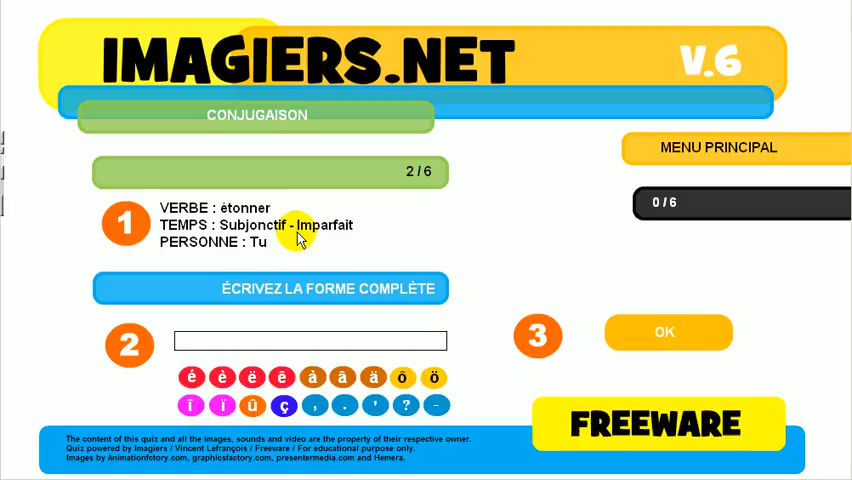 IMAGIERS.NET
V.6
CONJUGAISON
MENU PRINCIPAL
2 / 6
0 / 6
1
VERBE : étonner
TEMPS : Subjonctif - Imparfait
PERSONNE : Tu
ÉCRIVEZ LA FORME COMPLÈTE
2
3
OK
é è ë ê à â ä ô ö
î ï û ç , . ' ? -
FREEWARE
The content of this quiz and all the images, sounds and video are the property of their respective owner.
Quiz powered by Imagiers / Vincent Lefrançois / Freeware / For educational purpose only.
Images by Animationfctory.com, graphicsfactory.com, presentermedia.com and Hemera.